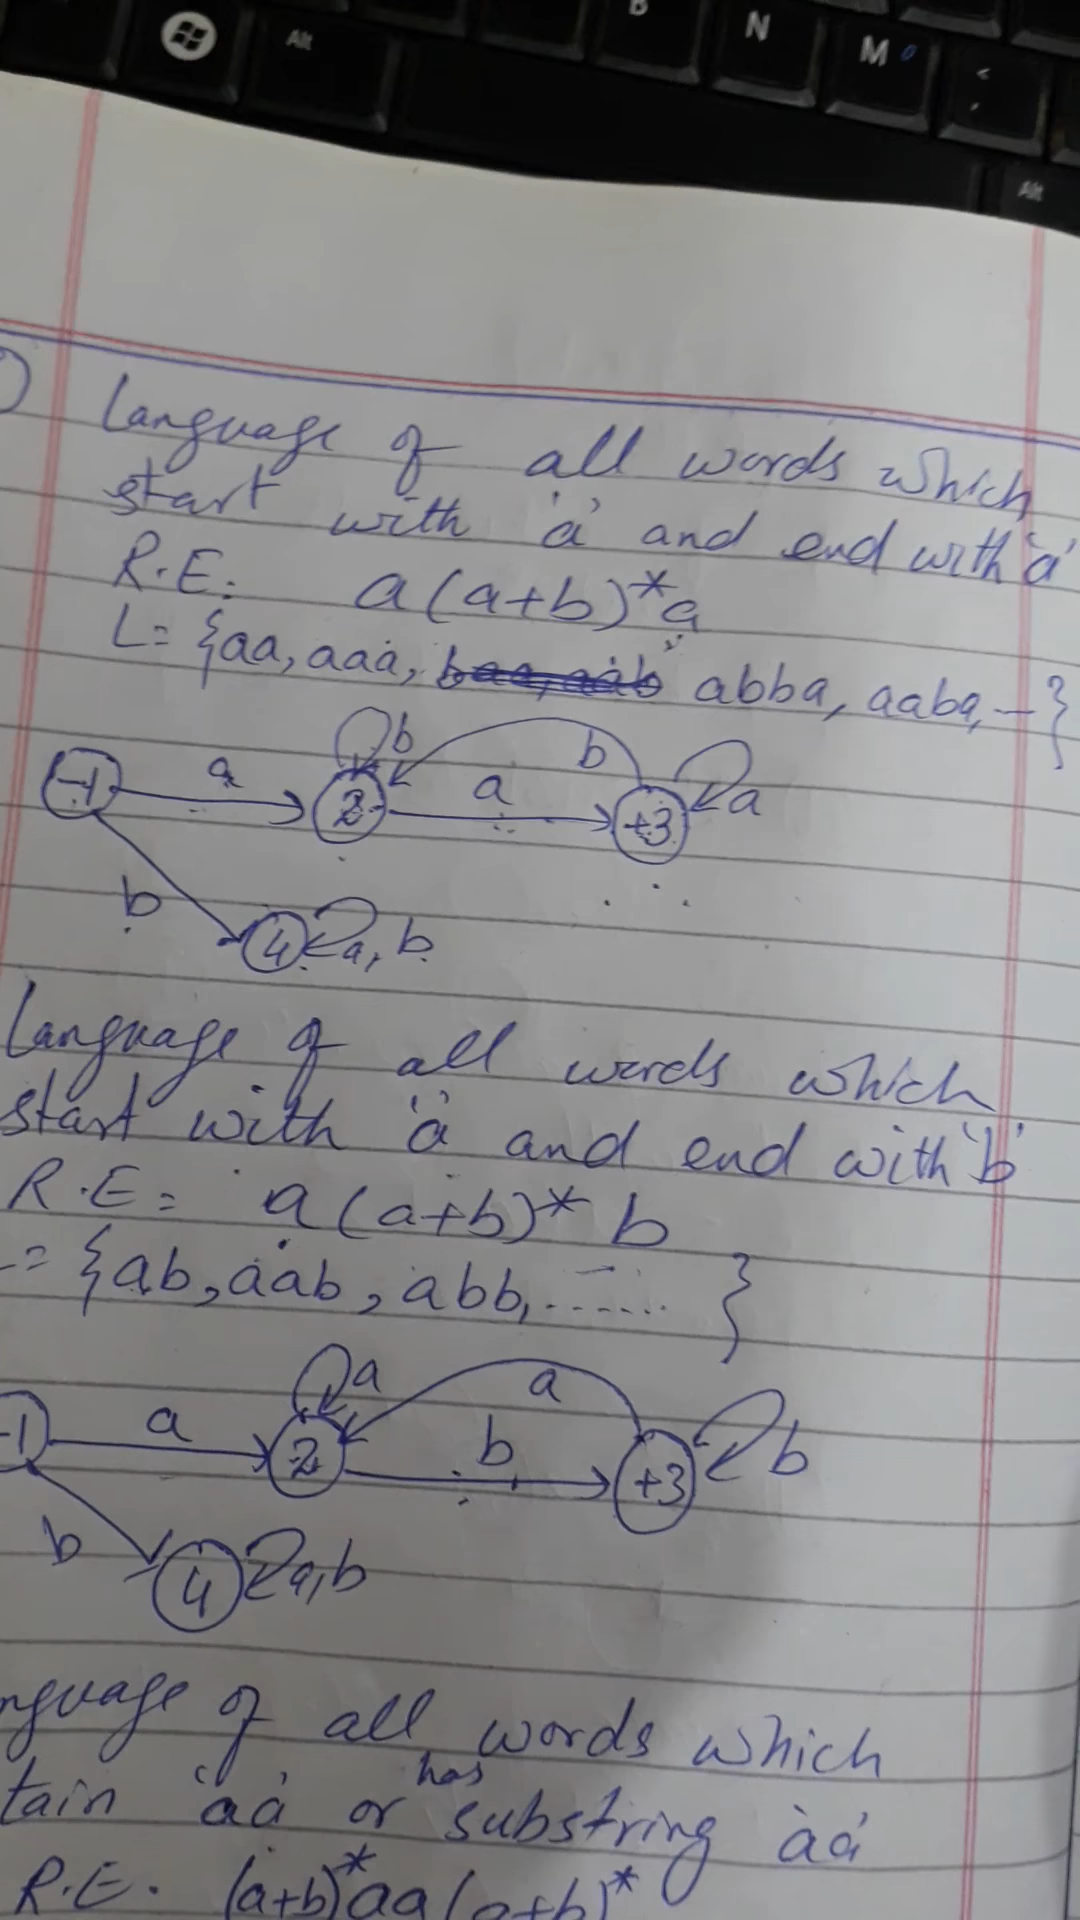 Alt
B
N
M
<
,
Alt
Language of all words which
start with 'a' and end with 'a'
R.E: a(a+b)*a
L= {aa, aaa, baa, aab abba, aaba, — }
b
b
-1 a 2 a +3 a
b
4 a, b
Language of all words which
start with 'a' and end with 'b'
R.E= a(a+b)* b
= {ab, aab, abb, ...... }
a
a
-1 a 2 b +3 b
b
4 a,b
nguage of all words which
has
tain 'aa' or substring 'aa'
R.E. (a+b)*aa(a+b)*